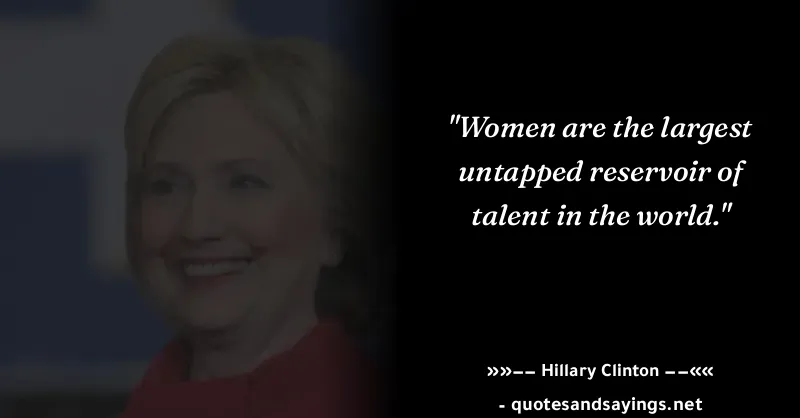 "Women are the largest
untapped reservoir of
talent in the world."
»»–– Hillary Clinton ––««
- quotesandsayings.net